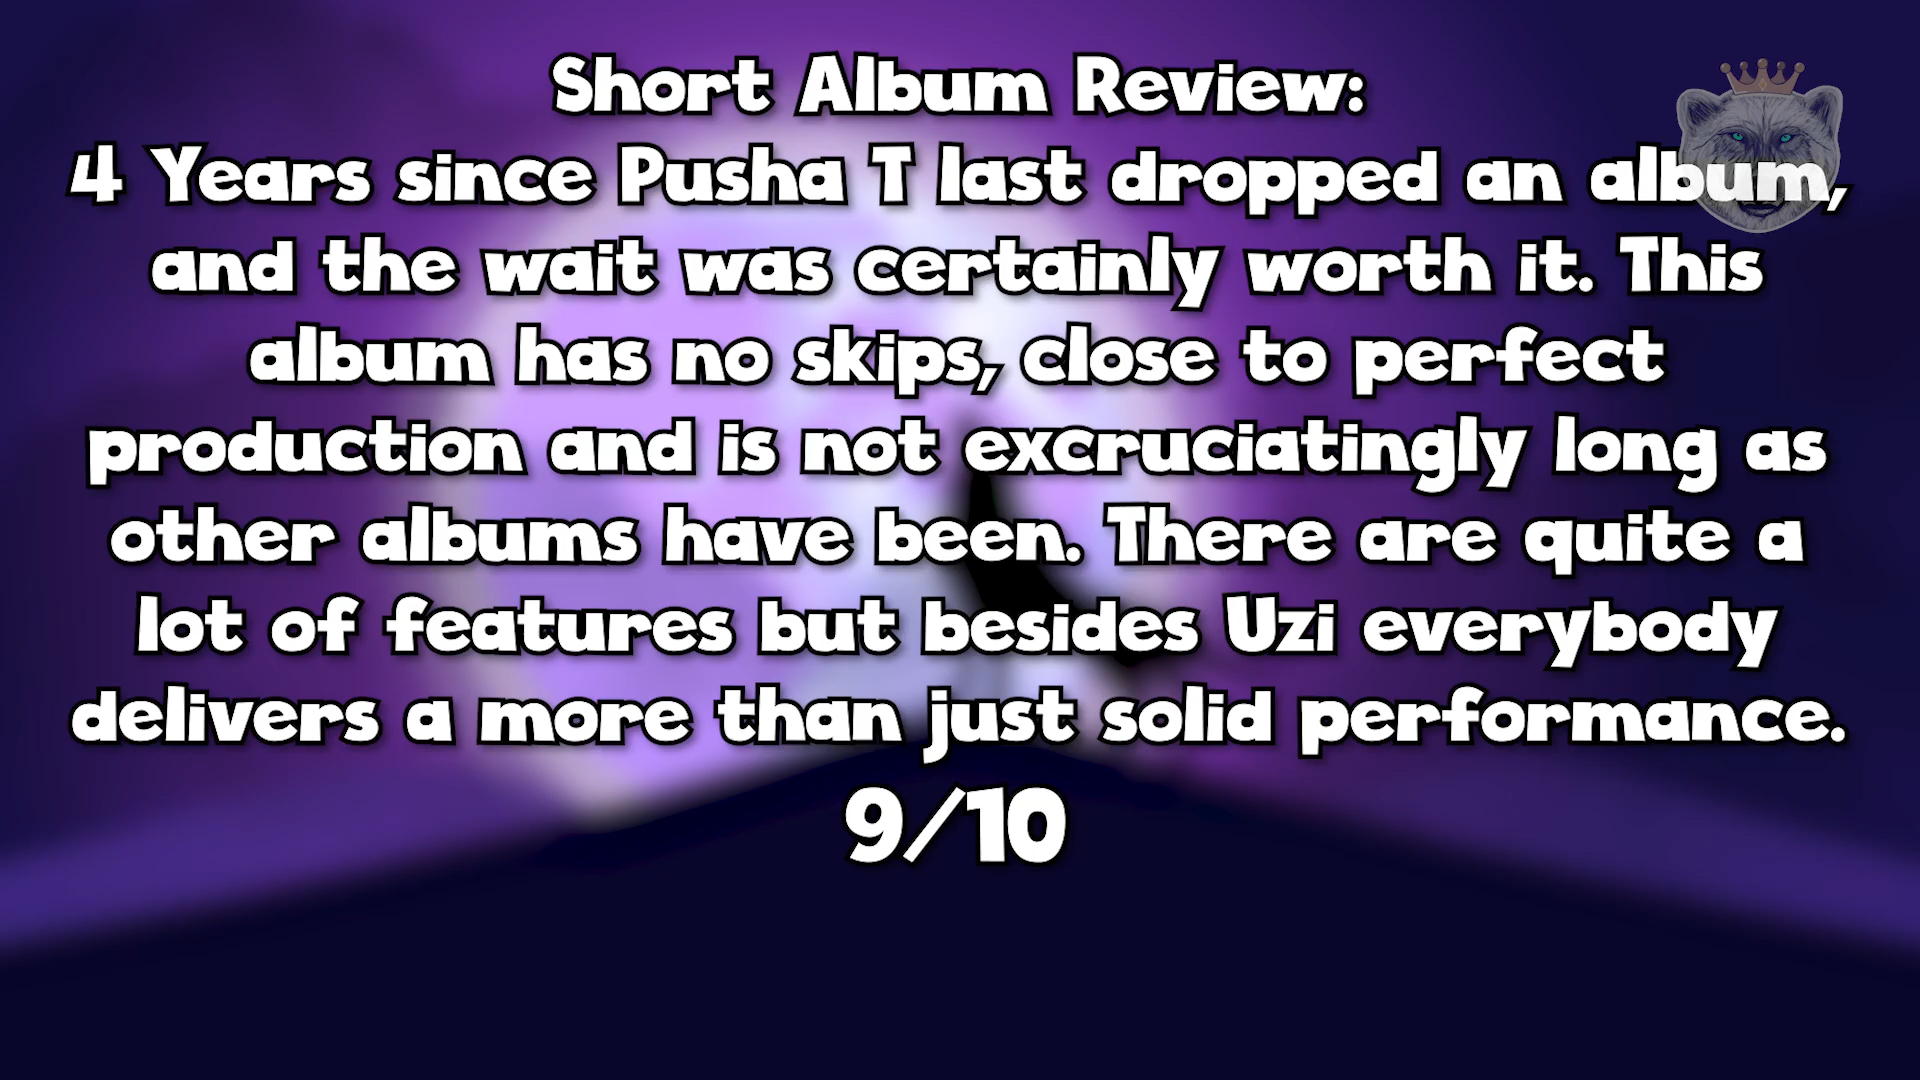 Short Album Review:
4 Years since Pusha T last dropped an album,
and the wait was certainly worth it. This
album has no skips, close to perfect
production and is not excruciatingly long as
other albums have been. There are quite a
lot of features but besides Uzi everybody
delivers a more than just solid performance.
9/10